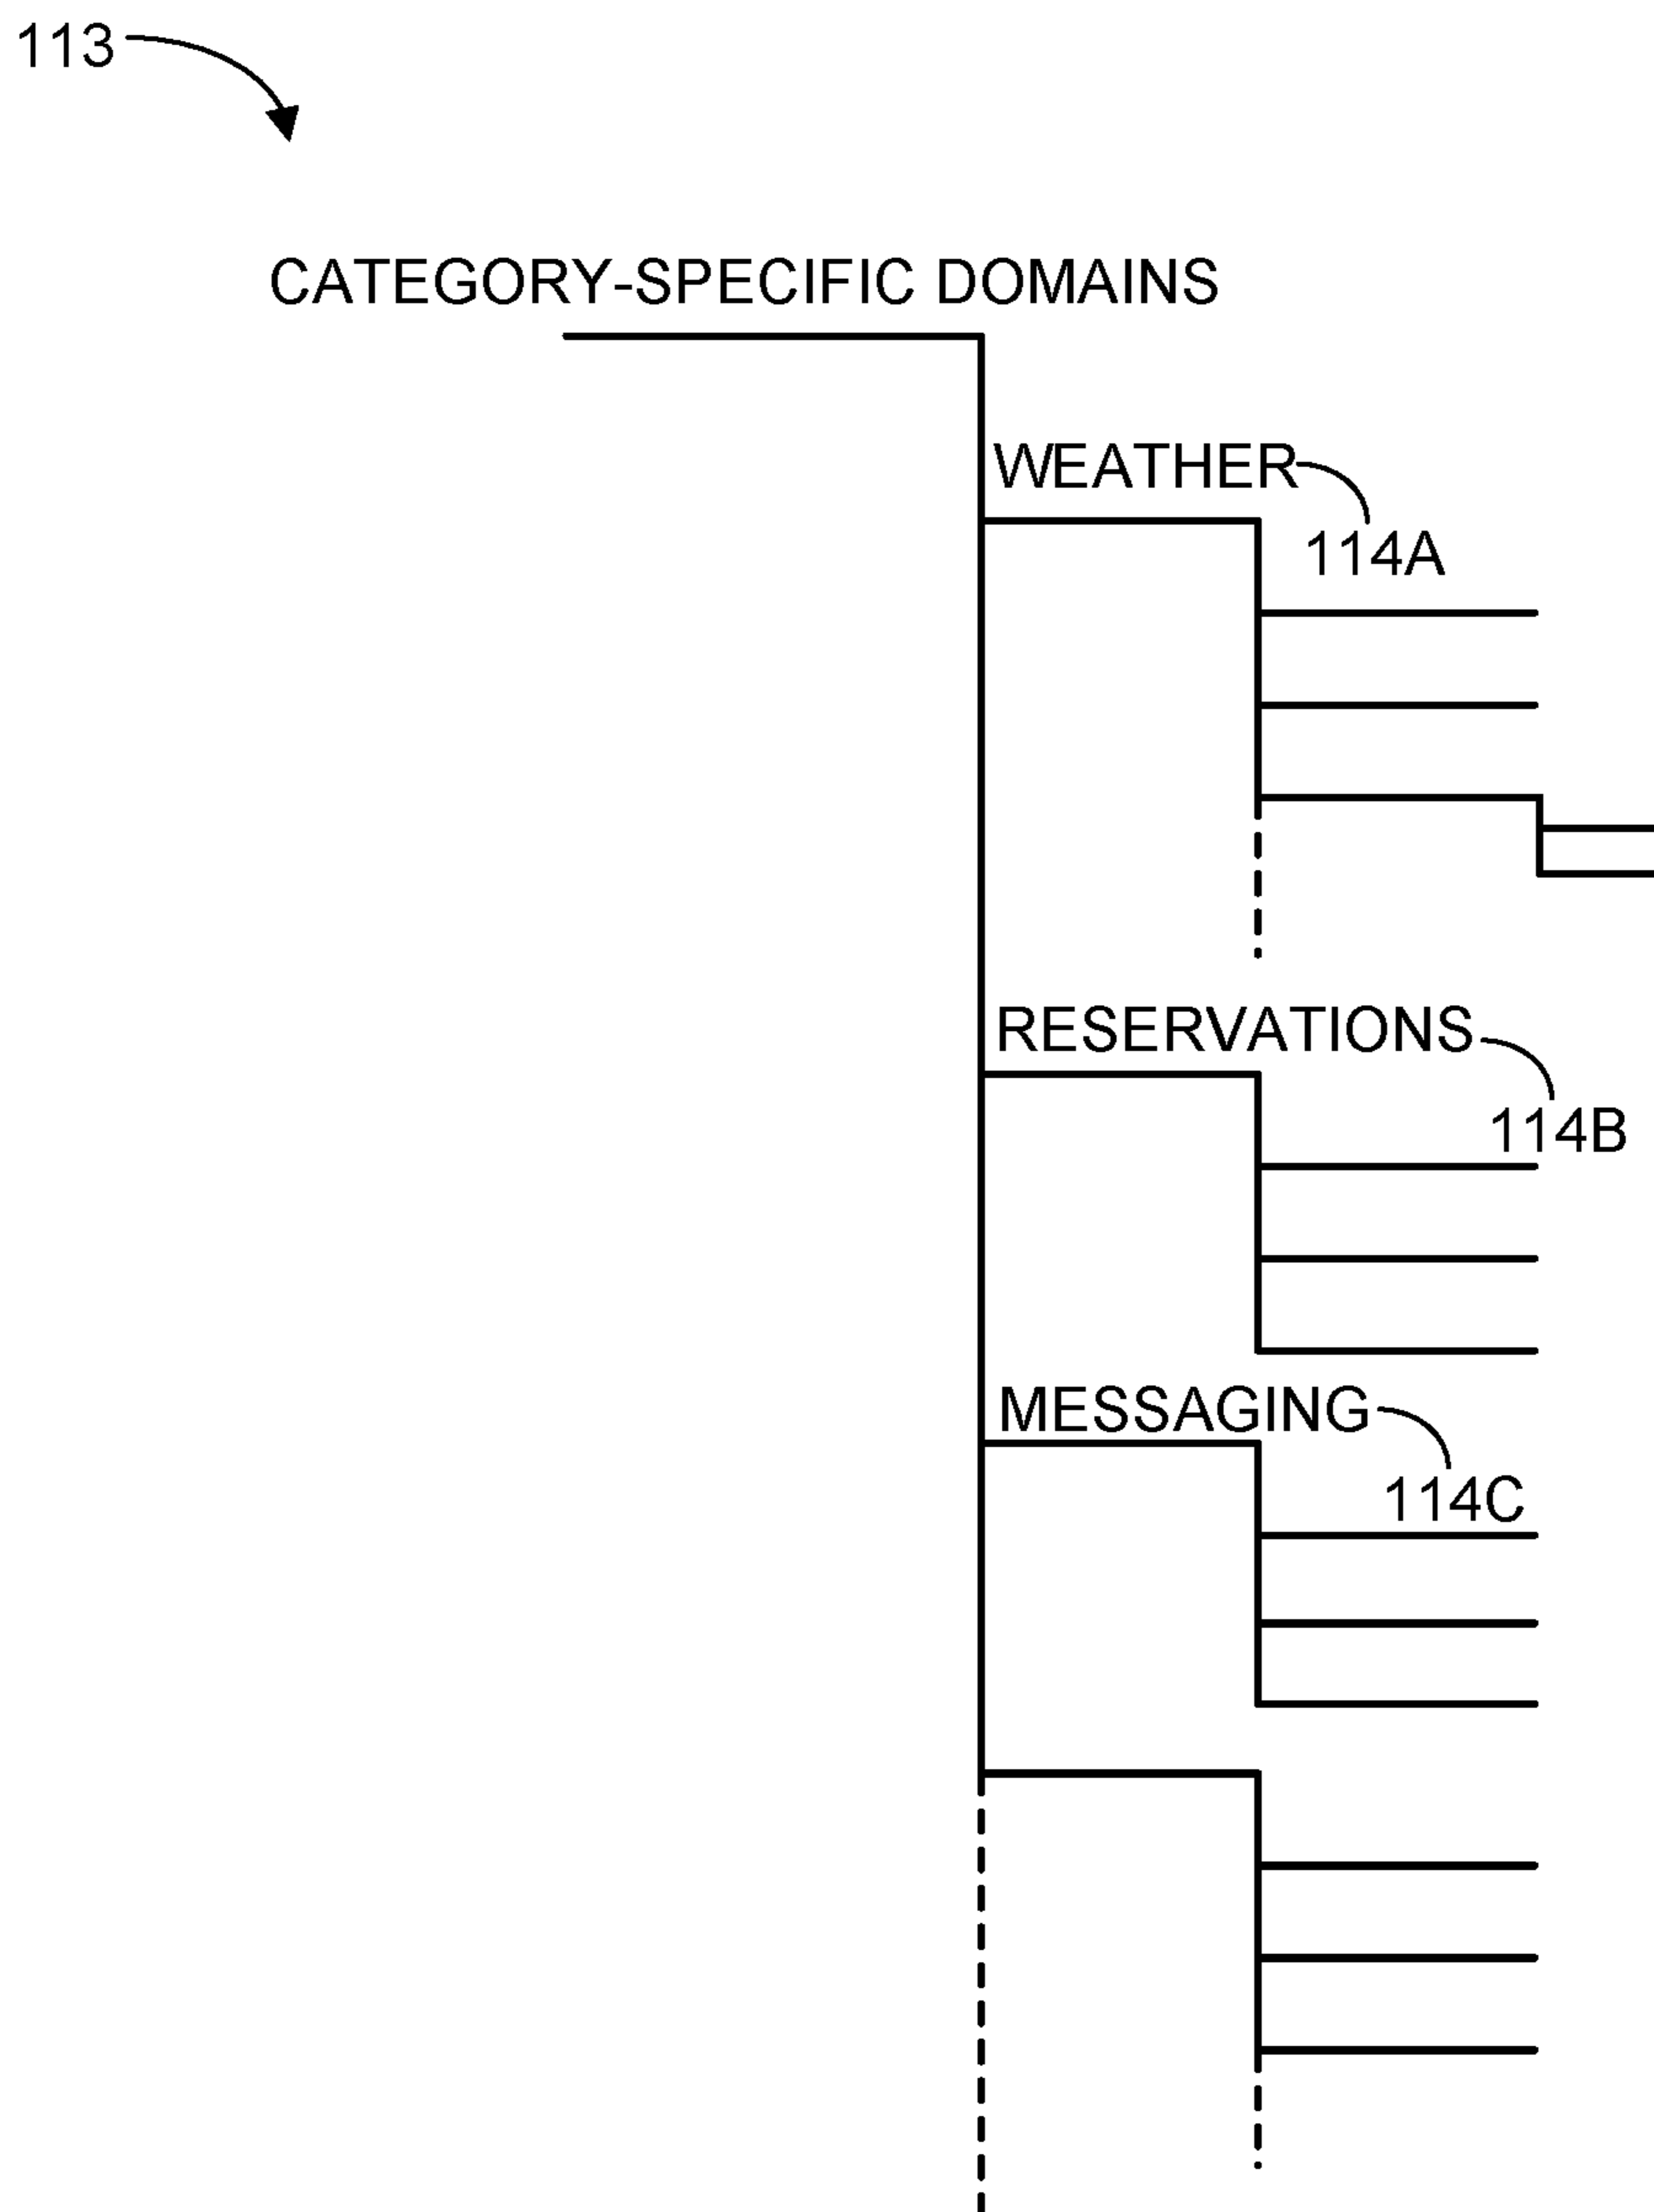 113
CATEGORY-SPECIFIC DOMAINS
WEATHER
114A
RESERVATIONS
114B
MESSAGING
114C